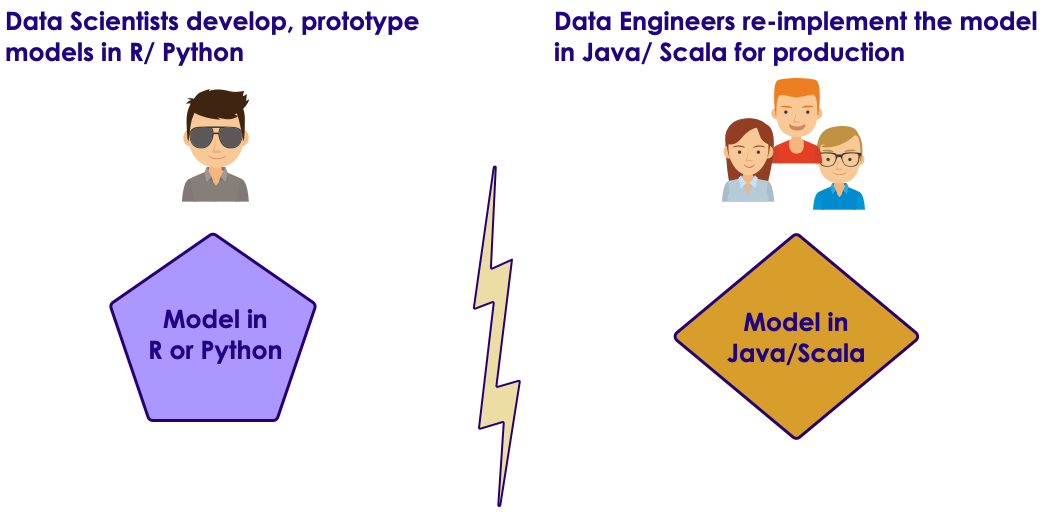 Data Scientists develop, prototype
models in R/ Python
Data Engineers re-implement the model
in Java/ Scala for production
Model in
R or Python
Model in
Java/Scala